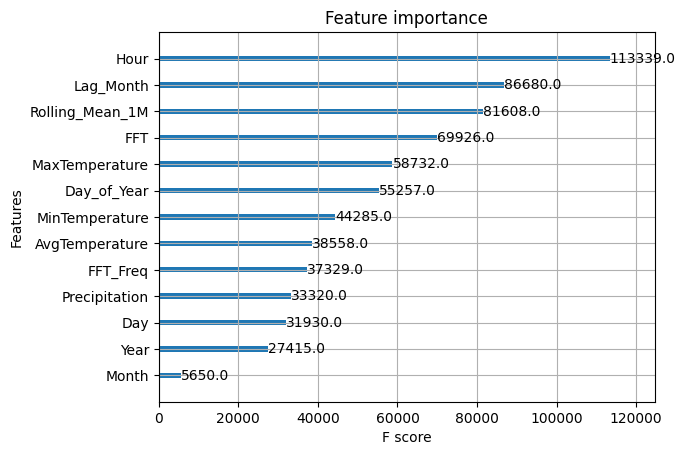 Feature importance
Hour 113339.0
Lag_Month 86680.0
Rolling_Mean_1M 81608.0
FFT 69926.0
MaxTemperature 58732.0
Day_of_Year 55257.0
MinTemperature 44285.0
AvgTemperature 38558.0
FFT_Freq 37329.0
Precipitation 33320.0
Day 31930.0
Year 27415.0
Month 5650.0
Features
0 20000 40000 60000 80000 100000 120000
F score